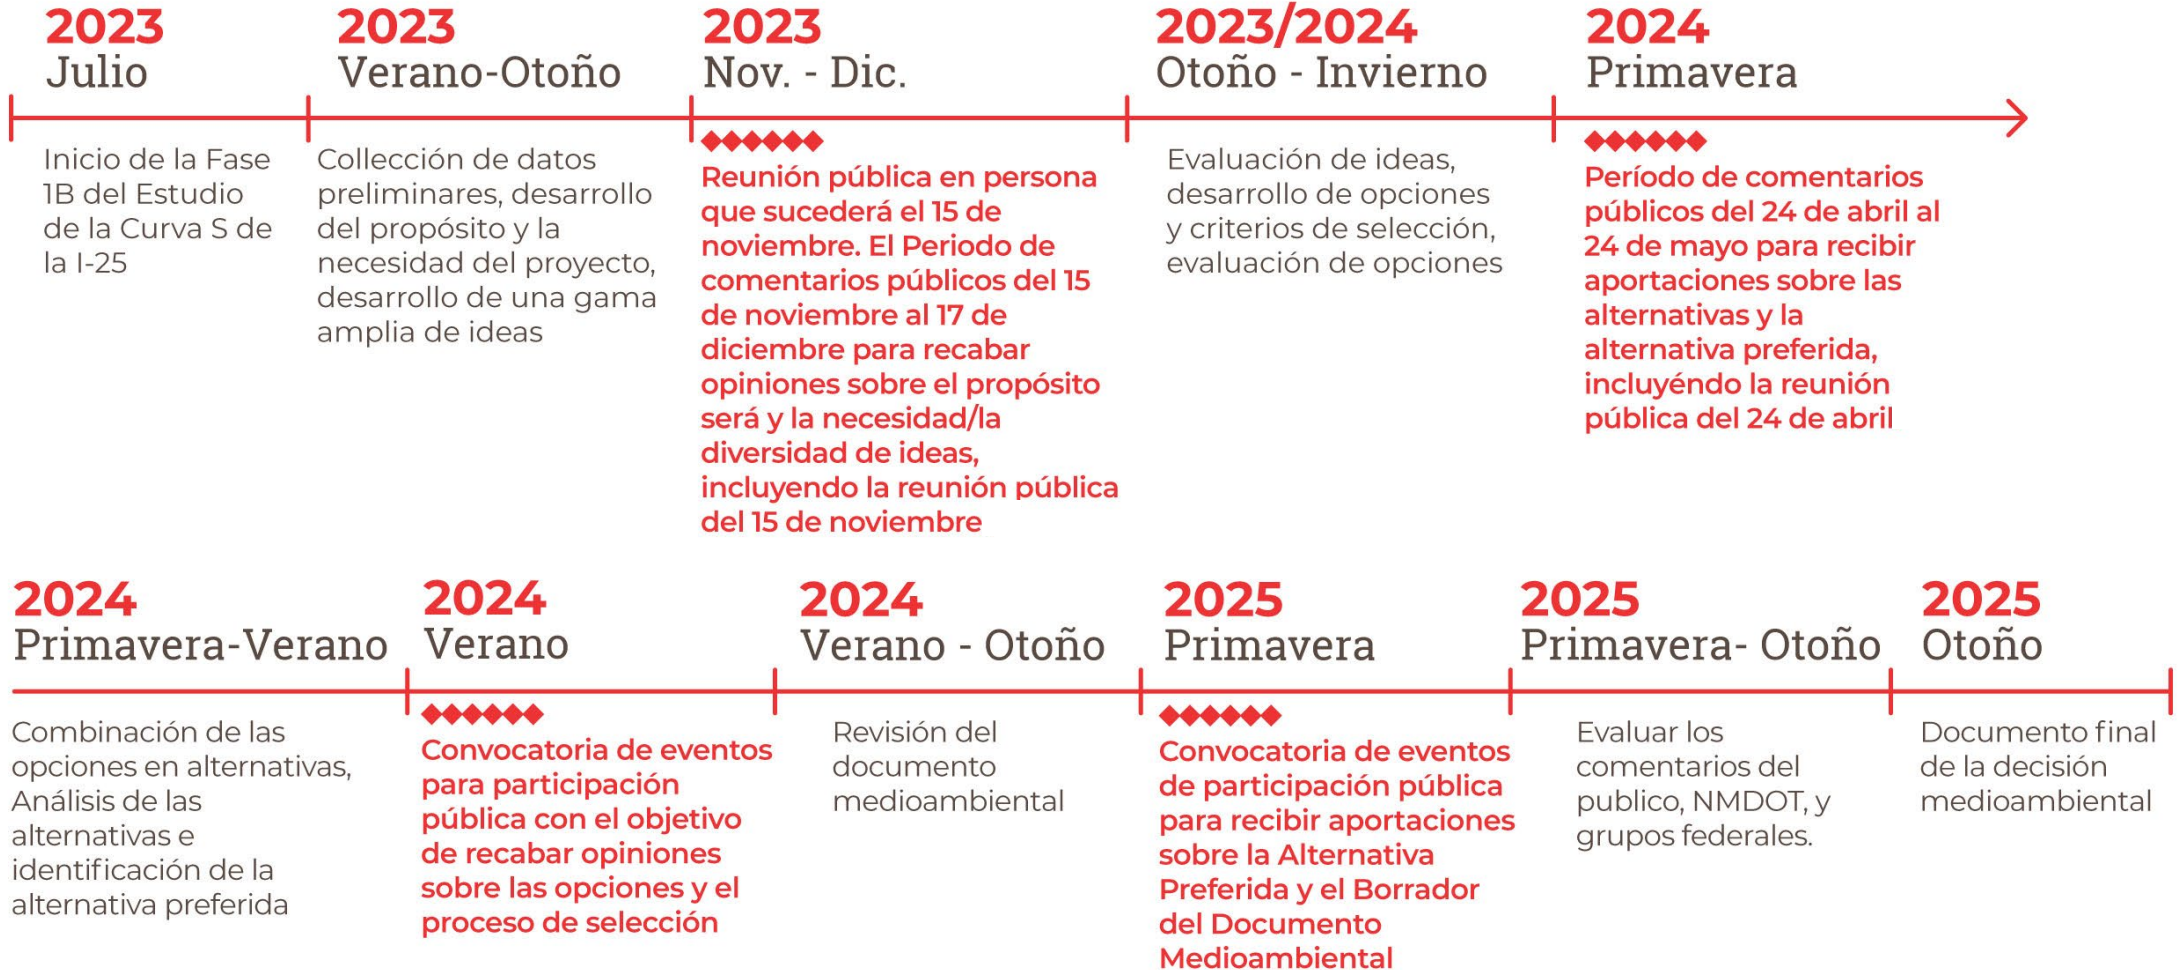 2023
Julio
Inicio de la Fase
1B del Estudio
de la Curva S de
la I-25
2023
Verano-Otoño
Collección de datos
preliminares, desarrollo
del propósito y la
necesidad del proyecto,
desarrollo de una gama
amplia de ideas
2023
Nov. - Dic.
Reunión pública en persona
que sucederá el 15 de
noviembre. El Periodo de
comentarios públicos del 15
de noviembre al 17 de
diciembre para recabar
opiniones sobre el propósito
será y la necesidad/la
diversidad de ideas,
incluyendo la reunión pública
del 15 de noviembre
2023/2024
Otoño - Invierno
Evaluación de ideas,
desarrollo de opciones
y criterios de selección,
evaluación de opciones
2024
Primavera
Período de comentarios
públicos del 24 de abril al
24 de mayo para recibir
aportaciones sobre las
alternativas y la
alternativa preferida,
incluyéndo la reunión
pública del 24 de abril
2024
Primavera-Verano
Combinación de las
opciones en alternativas,
Análisis de las
alternativas e
identificación de la
alternativa preferida
2024
Verano
Convocatoria de eventos
para participación
pública con el objetivo
de recabar opiniones
sobre las opciones y el
proceso de selección
2024
Verano - Otoño
Revisión del
documento
medioambiental
2025
Primavera
Convocatoria de eventos
de participación pública
para recibir aportaciones
sobre la Alternativa
Preferida y el Borrador
del Documento
Medioambiental
2025
Primavera- Otoño
Evaluar los
comentarios del
publico, NMDOT, y
grupos federales.
2025
Otoño
Documento final
de la decisión
medioambiental